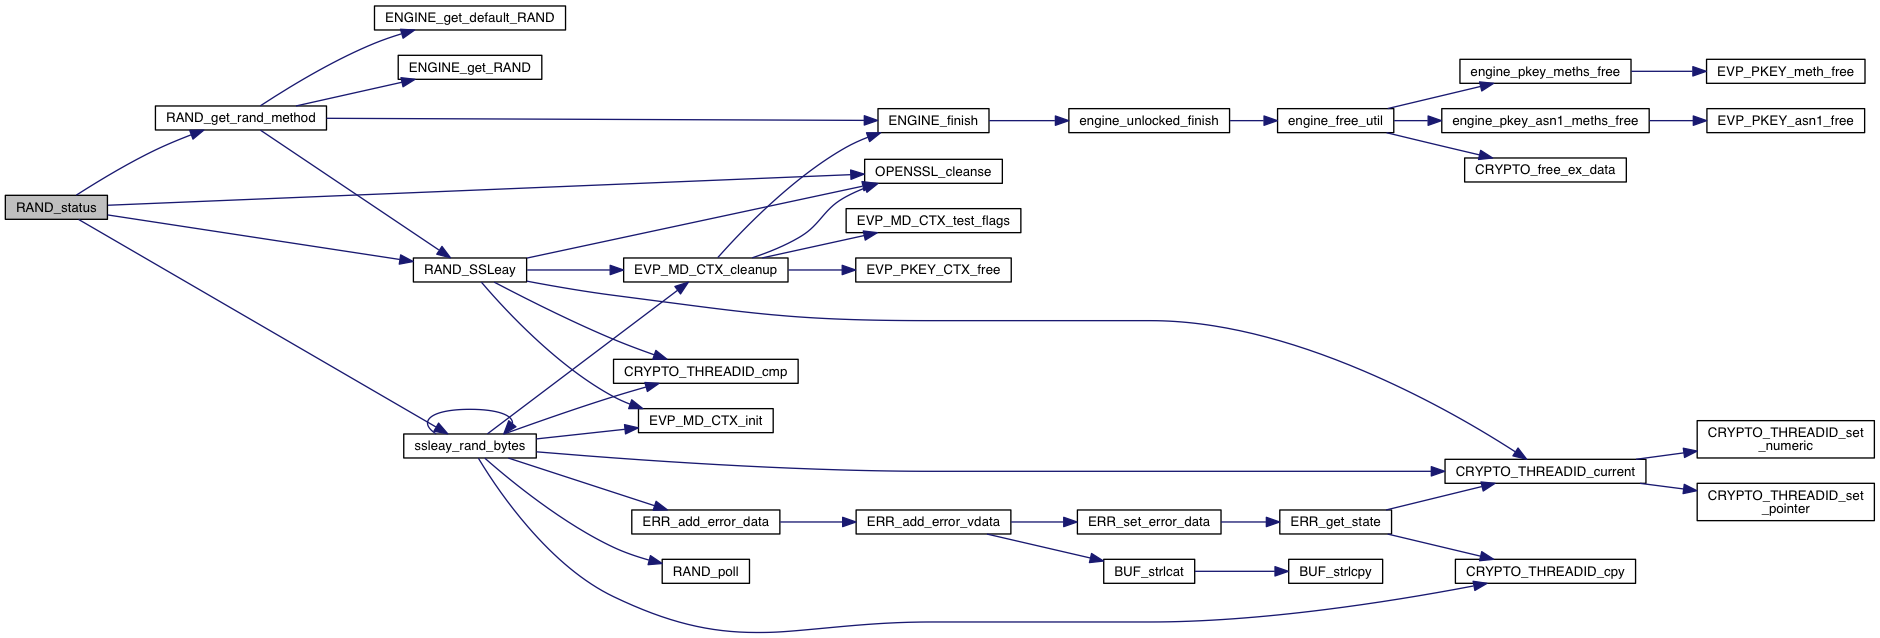 ENGINE_get_default_RAND
ENGINE_get_RAND
engine_pkey_meths_free
EVP_PKEY_meth_free
RAND_get_rand_method
ENGINE_finish
engine_unlocked_finish
engine_free_util
engine_pkey_asn1_meths_free
EVP_PKEY_asn1_free
OPENSSL_cleanse
CRYPTO_free_ex_data
RAND_status
EVP_MD_CTX_test_flags
RAND_SSLeay
EVP_MD_CTX_cleanup
EVP_PKEY_CTX_free
CRYPTO_THREADID_cmp
EVP_MD_CTX_init
ssleay_rand_bytes
CRYPTO_THREADID_set
_numeric
CRYPTO_THREADID_current
CRYPTO_THREADID_set
_pointer
ERR_add_error_data
ERR_add_error_vdata
ERR_set_error_data
ERR_get_state
RAND_poll
BUF_strlcat
BUF_strlcpy
CRYPTO_THREADID_cpy